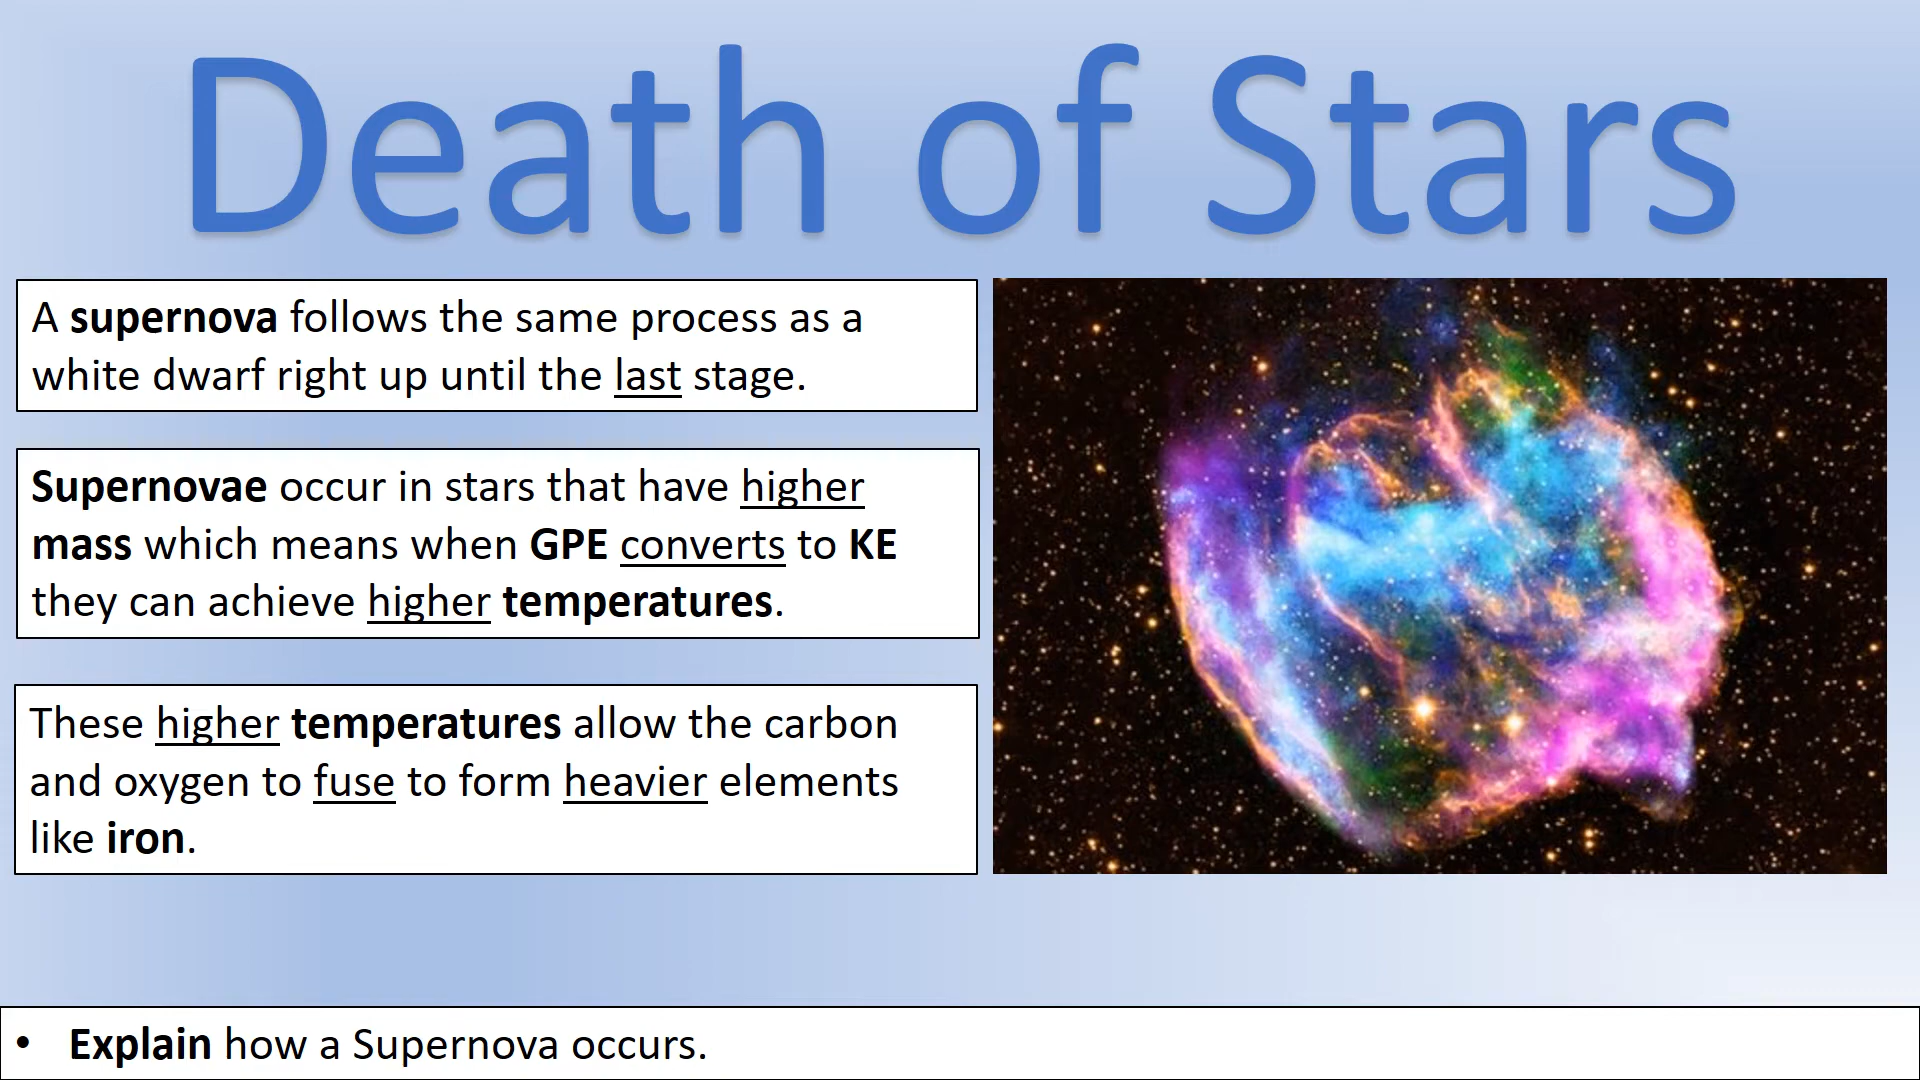 Death of Stars
A supernova follows the same process as a
white dwarf right up until the last stage.
Supernovae occur in stars that have higher
mass which means when GPE converts to KE
they can achieve higher temperatures.
These higher temperatures allow the carbon
and oxygen to fuse to form heavier elements
like iron.
• Explain how a Supernova occurs.